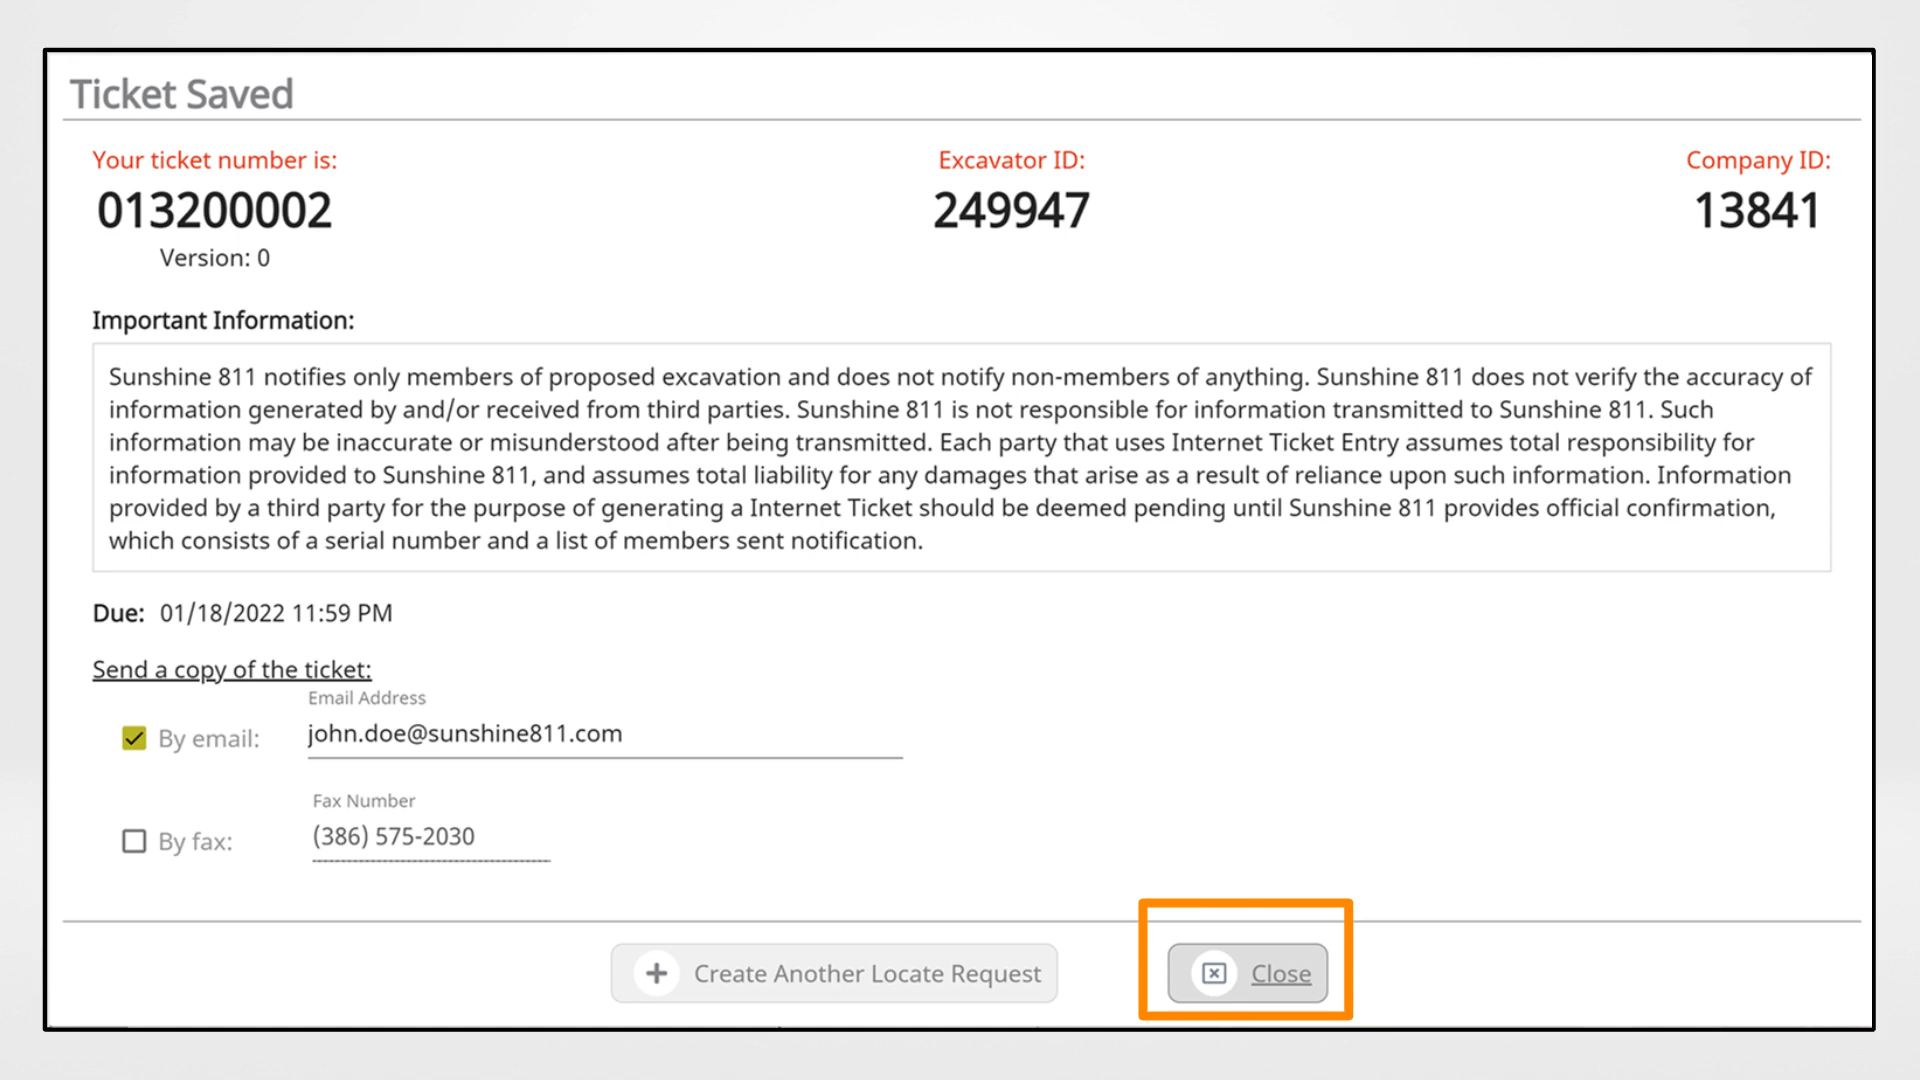 Ticket Saved
Your ticket number is:
013200002
Version: 0
Excavator ID:
249947
Company ID:
13841
Important Information:
Sunshine 811 notifies only members of proposed excavation and does not notify non-members of anything. Sunshine 811 does not verify the accuracy of
information generated by and/or received from third parties. Sunshine 811 is not responsible for information transmitted to Sunshine 811. Such
information may be inaccurate or misunderstood after being transmitted. Each party that uses Internet Ticket Entry assumes total responsibility for
information provided to Sunshine 811, and assumes total liability for any damages that arise as a result of reliance upon such information. Information
provided by a third party for the purpose of generating a Internet Ticket should be deemed pending until Sunshine 811 provides official confirmation,
which consists of a serial number and a list of members sent notification.
Due: 01/18/2022 11:59 PM
Send a copy of the ticket:
Email Address
By email: john.doe@sunshine811.com
Fax Number
By fax: (386) 575-2030
Create Another Locate Request
Close